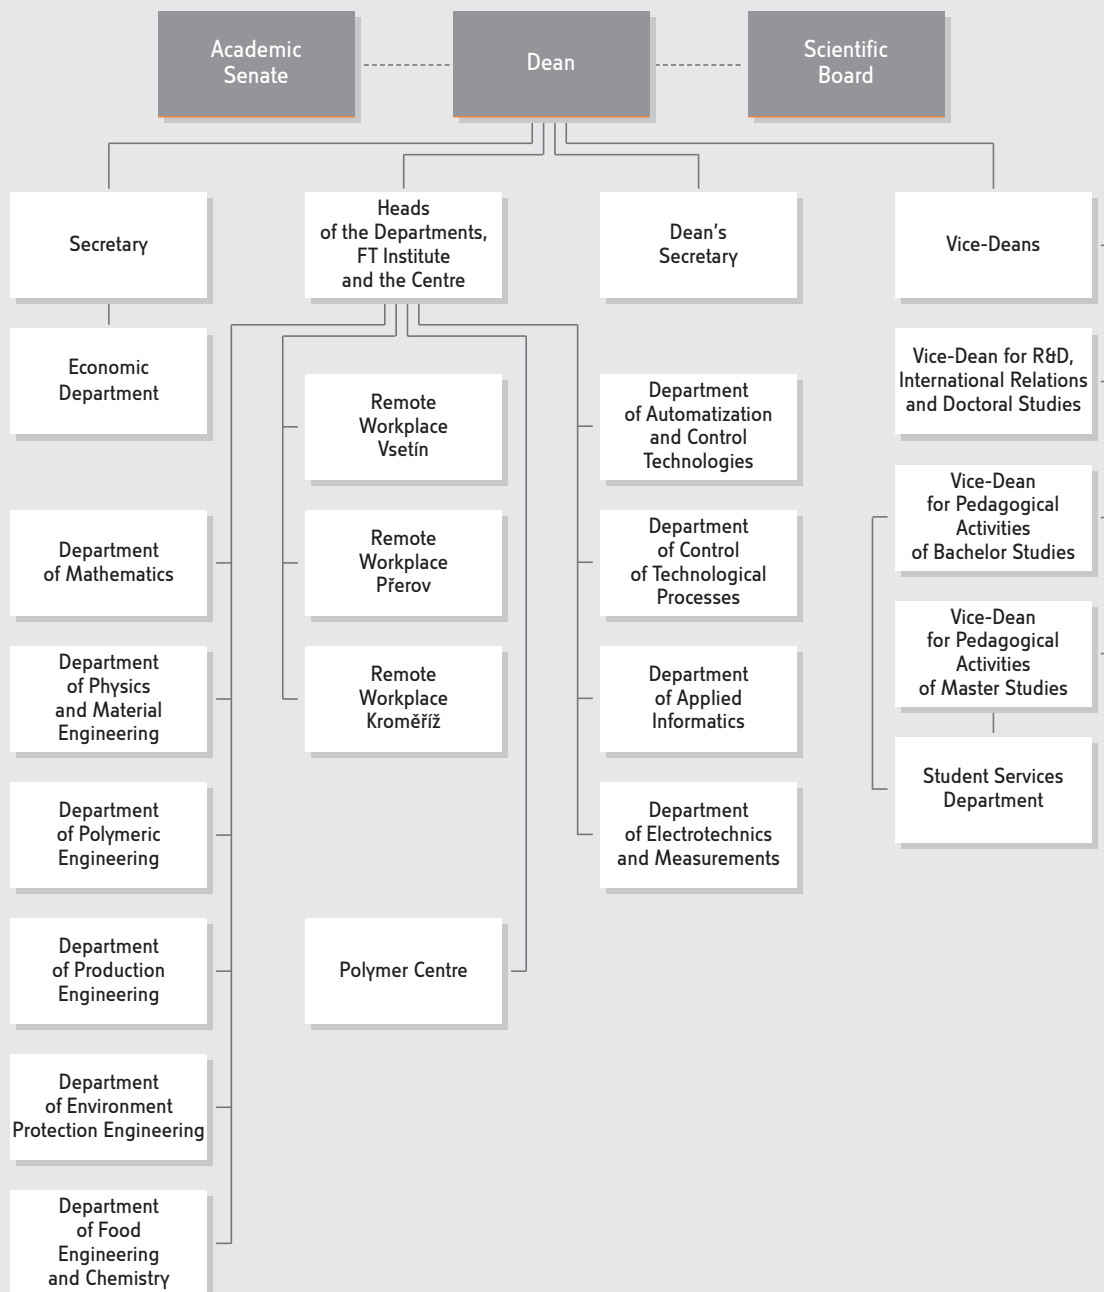 Academic
Senate
Dean
Scientific
Board
Secretary
Heads
of the Departments,
FT Institute
and the Centre
Dean's
Secretary
Vice-Deans
Economic
Department
Remote
Workplace
Vsetín
Department
of Automatization
and Control
Technologies
Vice-Dean for R&D,
International Relations
and Doctoral Studies
Vice-Dean
for Pedagogical
Activities
of Bachelor Studies
Department
of Mathematics
Remote
Workplace
Přerov
Department
of Control
of Technological
Processes
Vice-Dean
for Pedagogical
Activities
of Master Studies
Department
of Physics
and Material
Engineering
Remote
Workplace
Kroměříž
Department
of Applied
Informatics
Student Services
Department
Department
of Polymeric
Engineering
Department
of Electrotechnics
and Measurements
Department
of Production
Engineering
Polymer Centre
Department
of Environment
Protection Engineering
Department
of Food
Engineering
and Chemistry